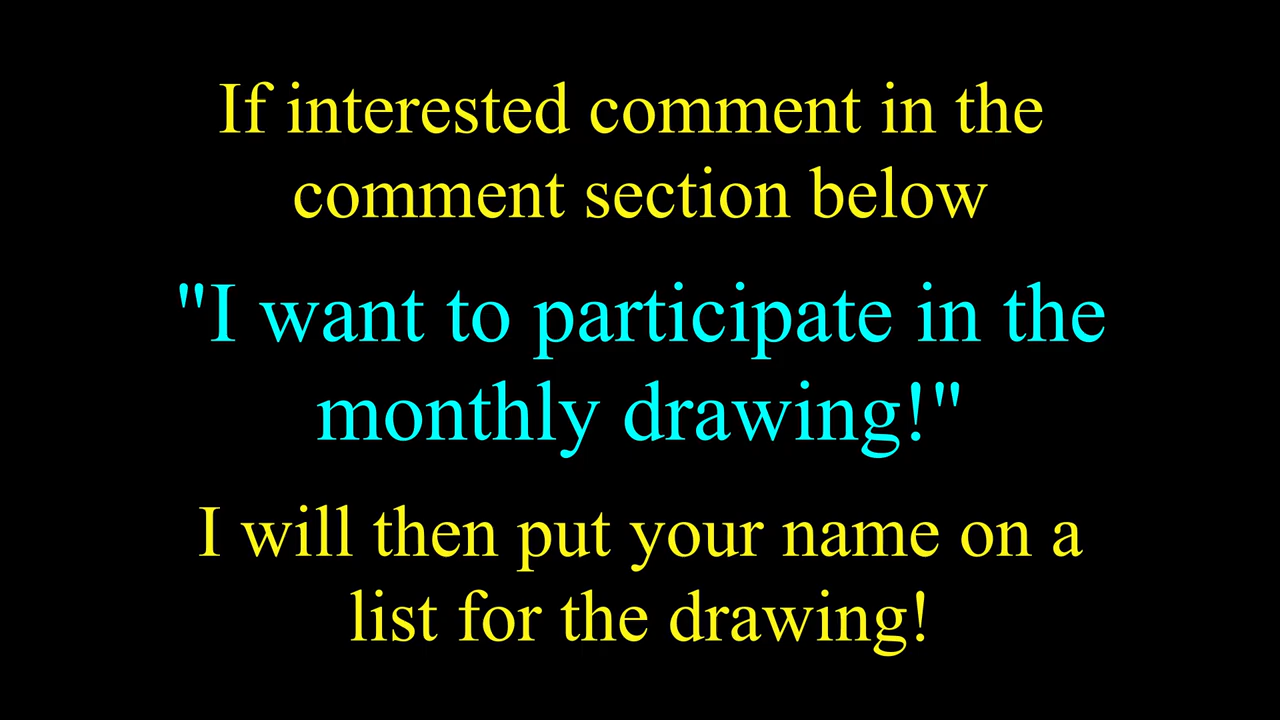 If interested comment in the
comment section below
"I want to participate in the
monthly drawing!"
I will then put your name on a
list for the drawing!